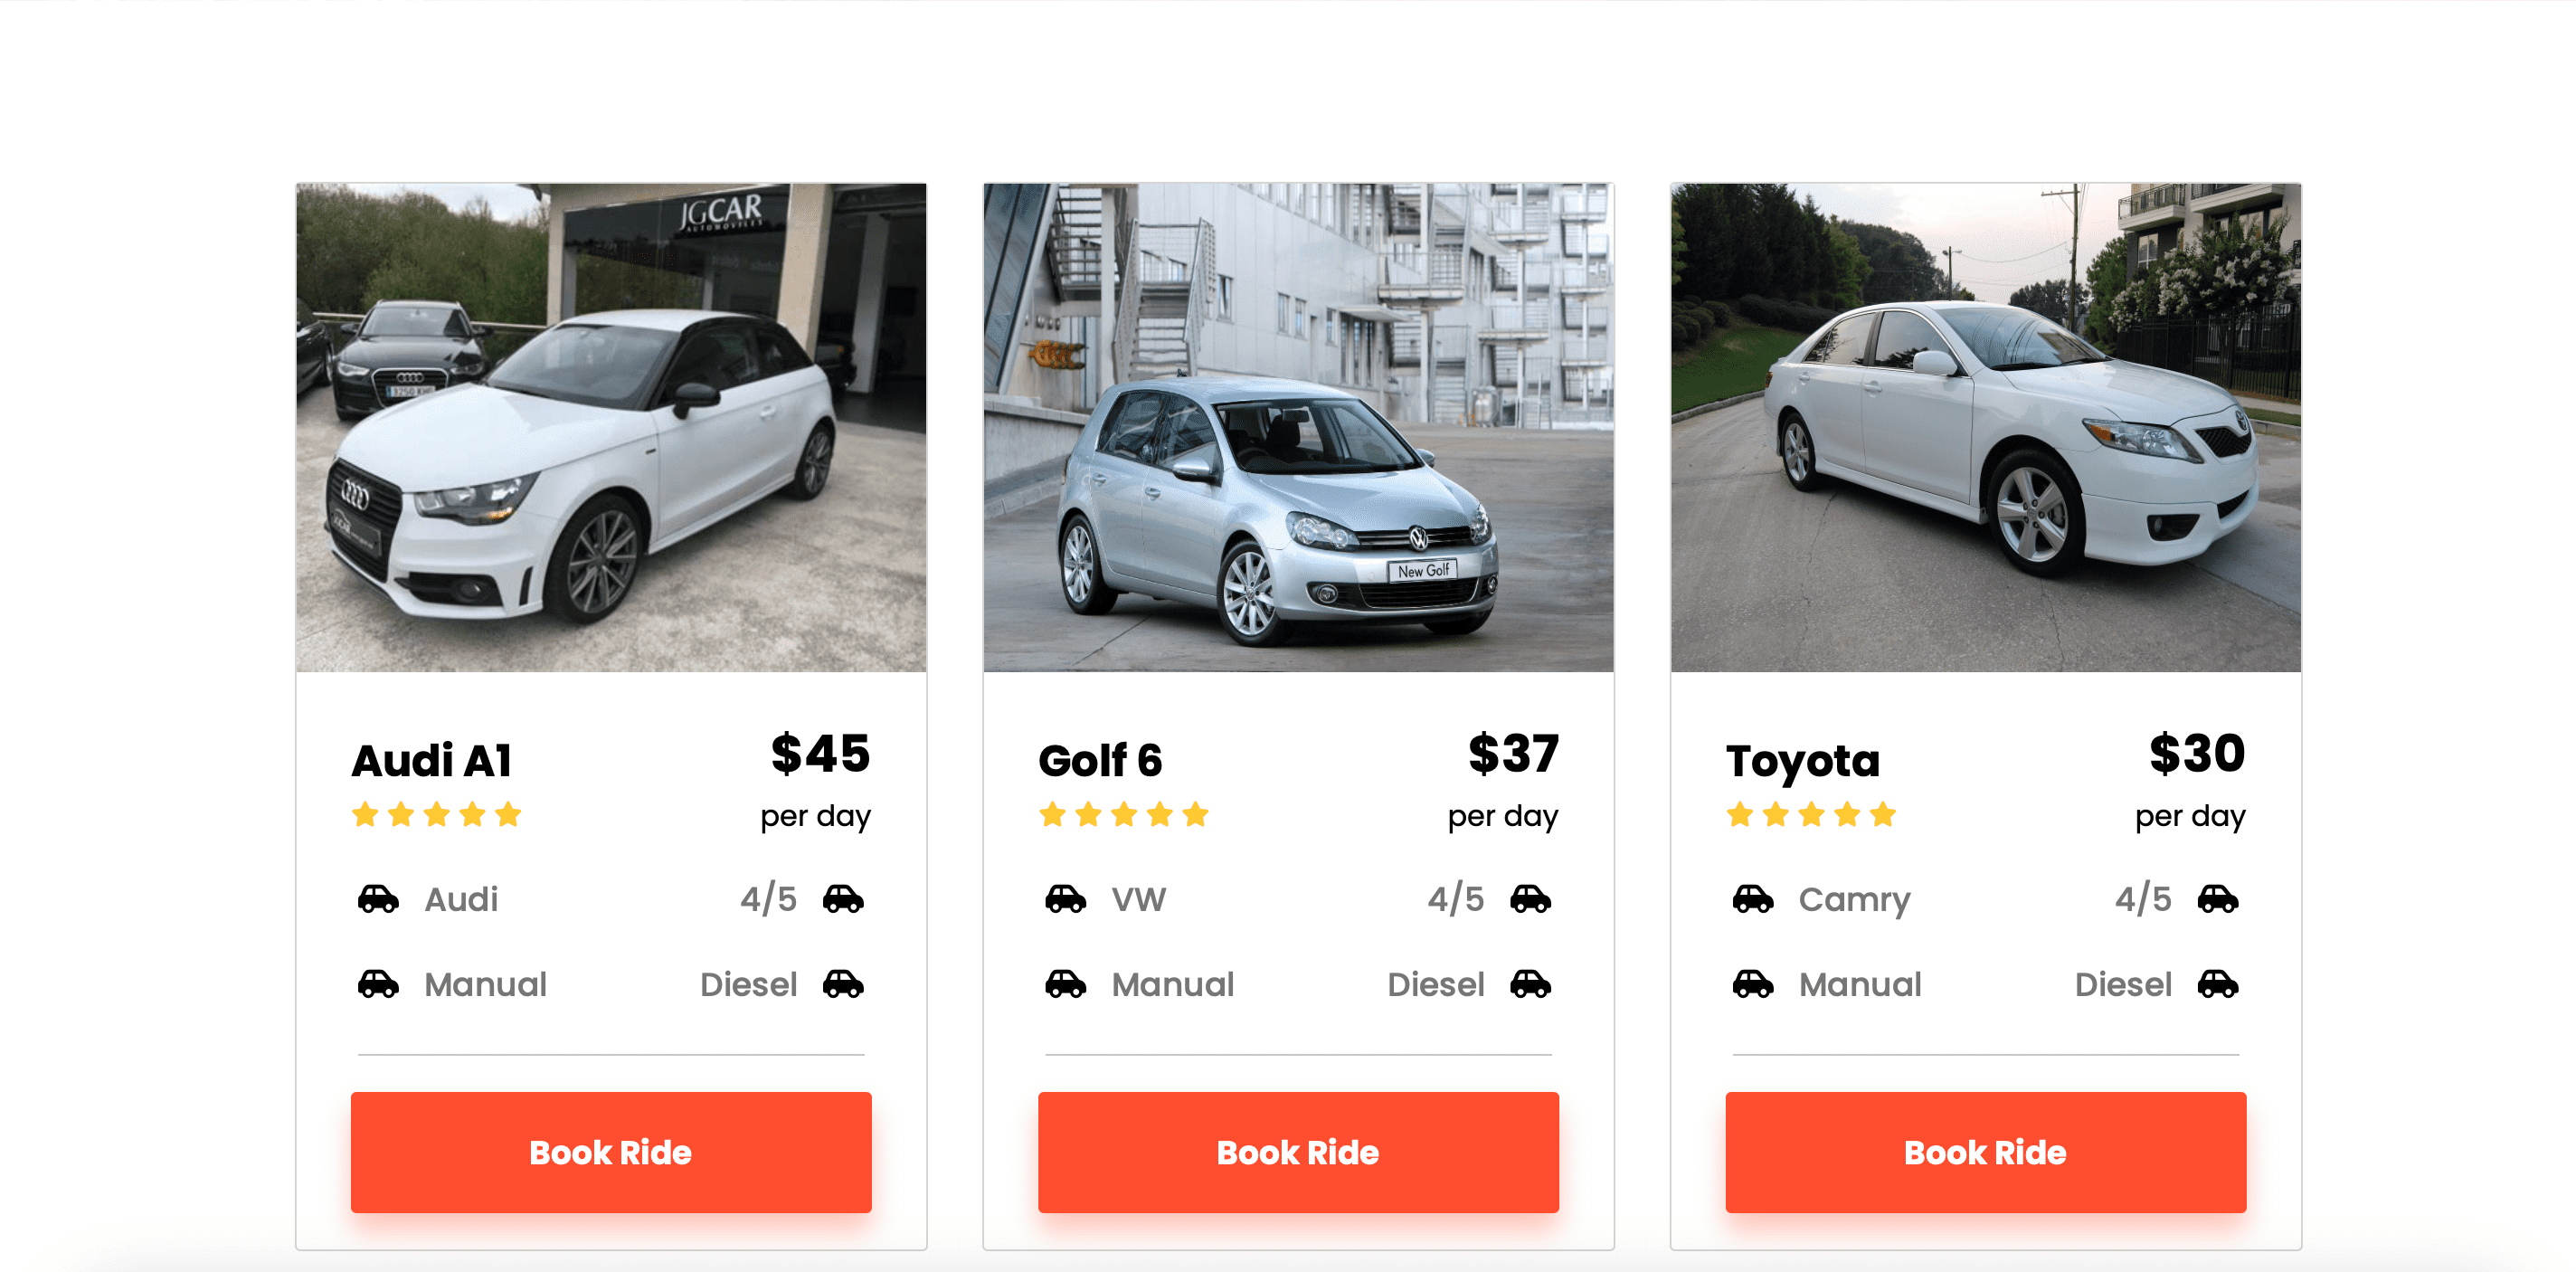 JGCAR
AUTOMÓVILES
New Golf
Audi A1
$45
per day
Audi
4/5
Manual
Diesel
Book Ride
Golf 6
$37
per day
VW
4/5
Manual
Diesel
Book Ride
Toyota
$30
per day
Camry
4/5
Manual
Diesel
Book Ride